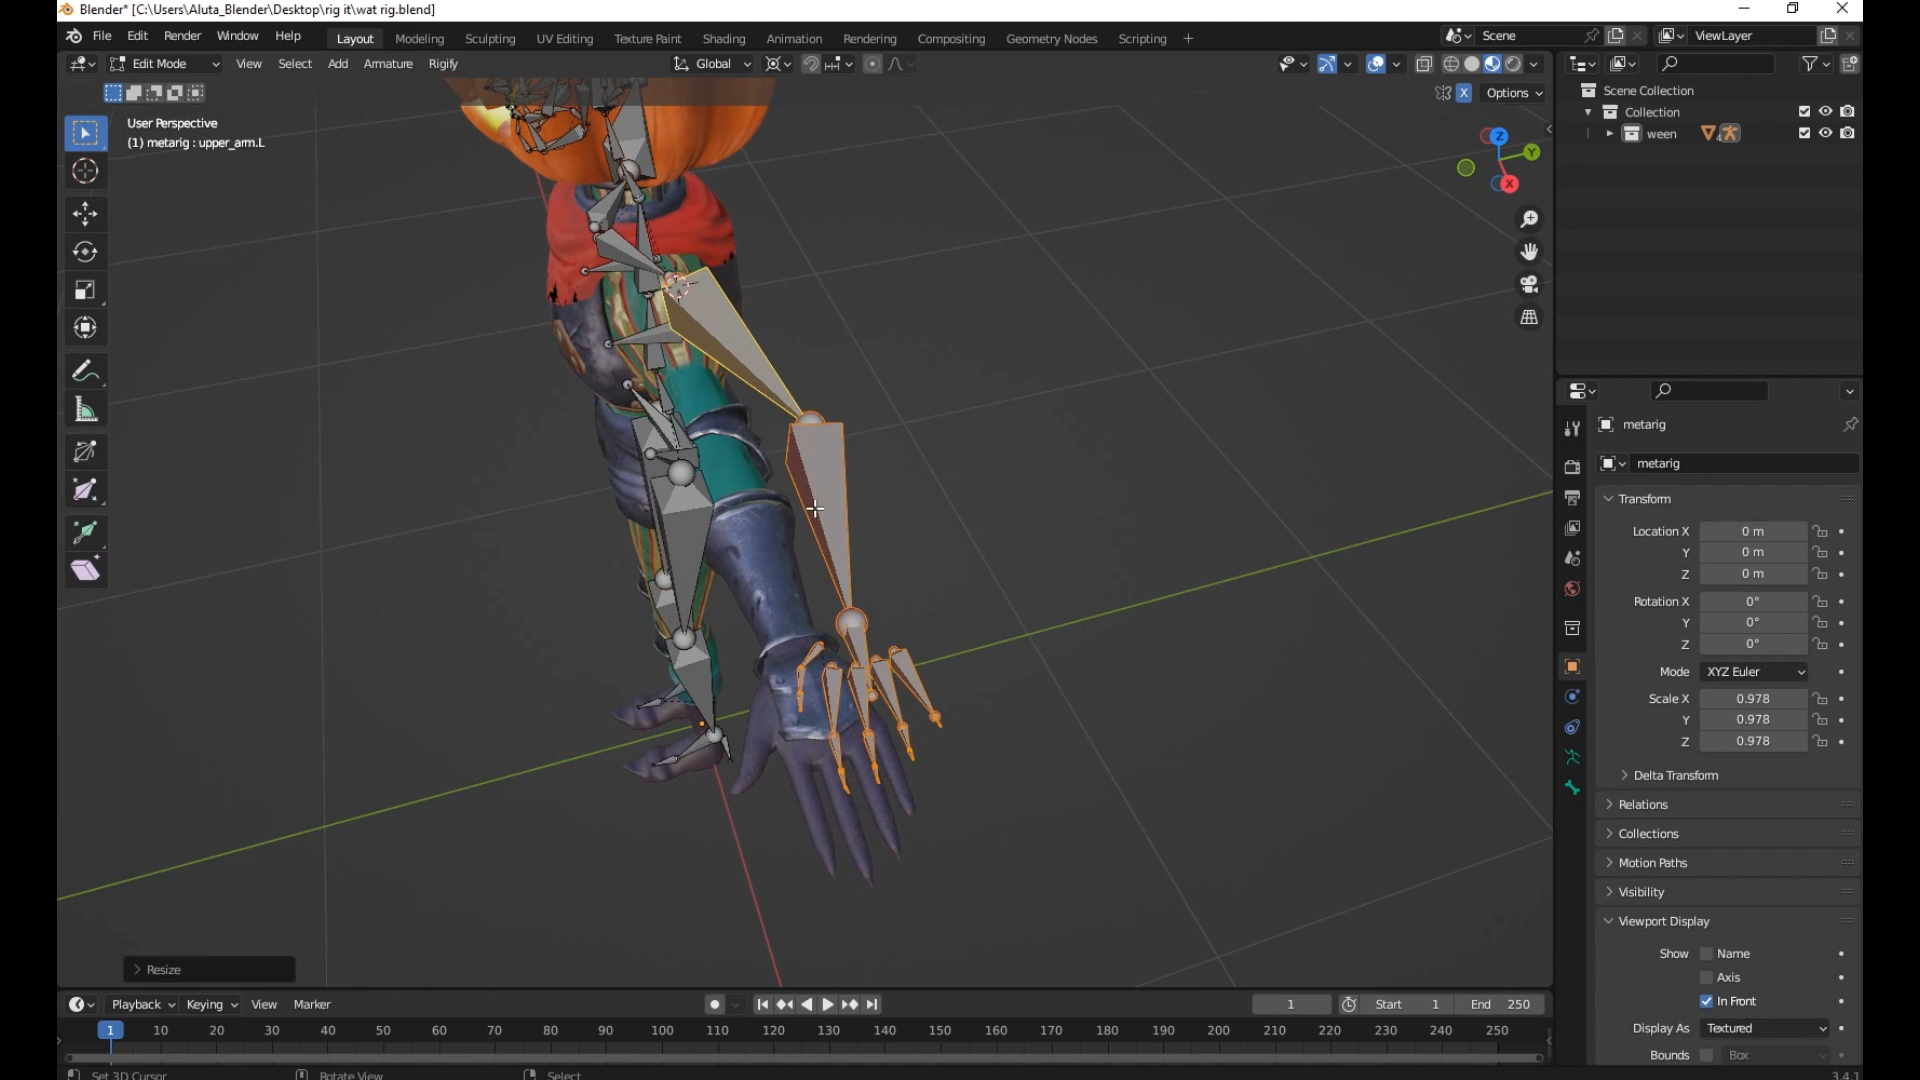 Blender* [C:\Users\Aluta_Blender\Desktop\rig it\wat rig.blend]
File Edit Render Window Help Layout Modeling Sculpting UV Editing Texture Paint Shading Animation Rendering Compositing Geometry Nodes Scripting + Scene ViewLayer
Edit Mode View Select Add Armature Rigify Global
X Options
User Perspective
(1) metarig : upper_arm.L
Scene Collection
Collection
ween 4
Z
Y
X
metarig
metarig
Transform
Location X 0 m
Y 0 m
Z 0 m
Rotation X 0°
Y 0°
Z 0°
Mode XYZ Euler
Scale X 0.978
Y 0.978
Z 0.978
Delta Transform
Relations
Collections
Motion Paths
Visibility
Viewport Display
Show Name
Axis
In Front
Display As Textured
Bounds Box
Resize
Playback Keying View Marker 1 Start 1 End 250
1 10 20 30 40 50 60 70 80 90 100 110 120 130 140 150 160 170 180 190 200 210 220 230 240 250
Set 3D Cursor Rotate View Select 3.4.1